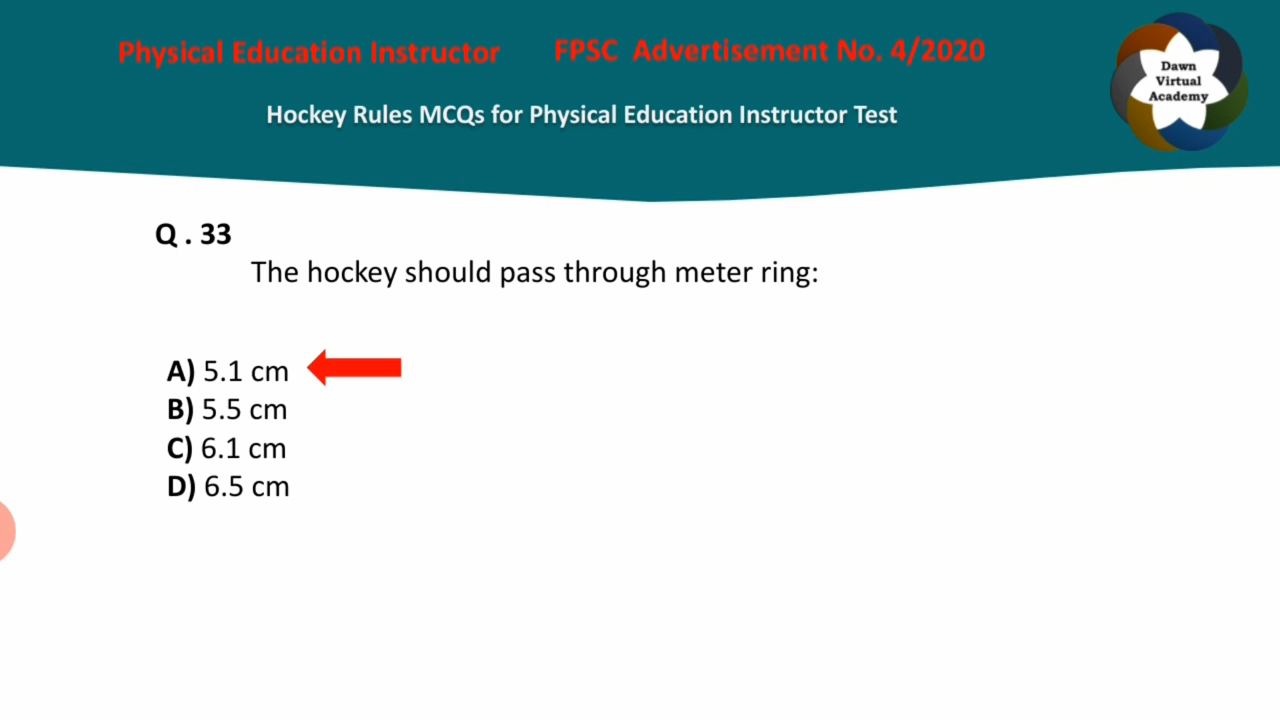 Physical Education Instructor FPSC Advertisement No. 4/2020
Hockey Rules MCQs for Physical Education Instructor Test
Dawn
Virtual
Academy
Q . 33
The hockey should pass through meter ring:
A) 5.1 cm
B) 5.5 cm
C) 6.1 cm
D) 6.5 cm